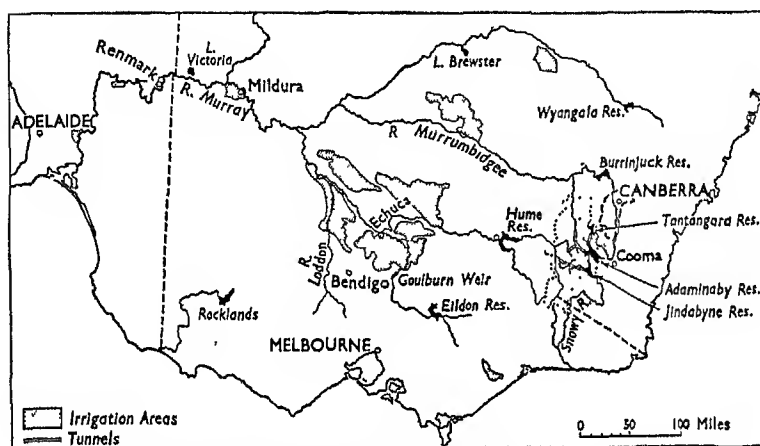 Renmark
L.
Victoria
Mildura
R. Murray
ADELAIDE
L. Brewster
Wyangala Res.
R Murrumbidgee
Burrinjuck Res.
CANBERRA
Tantangara Res.
Echuca
Hume
Res.
Cooma
R. Loddon
Bendigo
Goulburn Weir
Adaminaby Res.
Jindabyne Res.
Rocklands
Eildon Res.
Snowy R.
MELBOURNE
Irrigation Areas
Tunnels
0 50 100 Miles